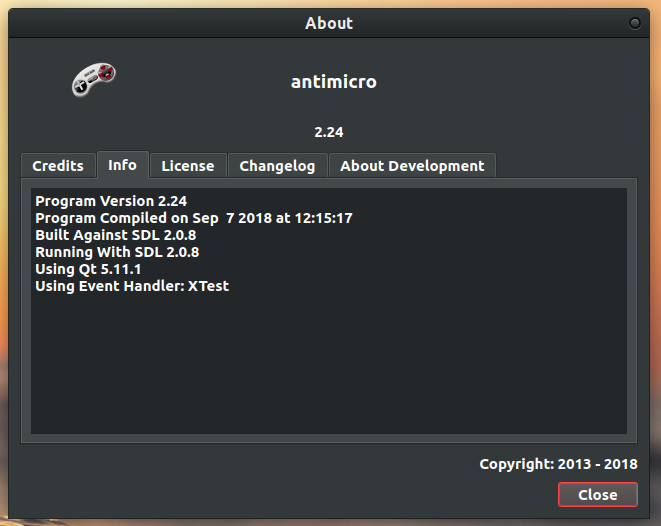 About
antimicro
2.24
Credits Info License Changelog About Development
Program Version 2.24
Program Compiled on Sep  7 2018 at 12:15:17
Built Against SDL 2.0.8
Running With SDL 2.0.8
Using Qt 5.11.1
Using Event Handler: XTest
Copyright: 2013 - 2018
Close